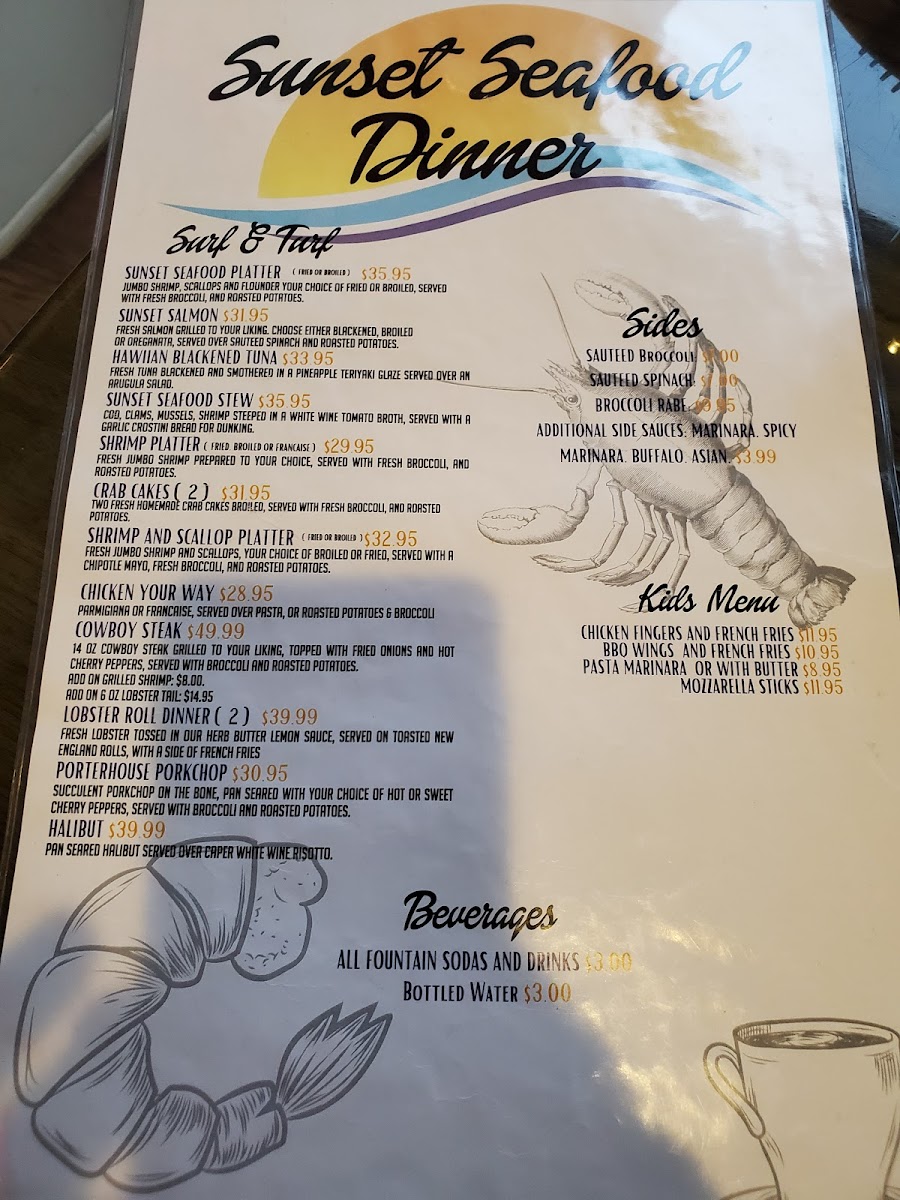 Sunset Seafood
Dinner
Surf & Turf
SUNSET SEAFOOD PLATTER ( FRIED OR BROILED ) $35.95
JUMBO SHRIMP, SCALLOPS AND FLOUNDER YOUR CHOICE OF FRIED OR BROILED, SERVED
WITH FRESH BROCCOLI, AND ROASTED POTATOES.
SUNSET SALMON $31.95
FRESH SALMON GRILLED TO YOUR LIKING. CHOOSE EITHER BLACKENED, BROILED
OR OREGANATA, SERVED OVER SAUTEED SPINACH AND ROASTED POTATOES.
HAWIIAN BLACKENED TUNA $33.95
FRESH TUNA BLACKENED AND SMOTHERED IN A PINEAPPLE TERIYAKI GLAZE SERVED OVER AN
ARUGULA SALAD.
SUNSET SEAFOOD STEW $35.95
COD, CLAMS, MUSSELS, SHRIMP STEEPED IN A WHITE WINE TOMATO BROTH, SERVED WITH A
GARLIC CROSTINI BREAD FOR DUNKING.
SHRIMP PLATTER ( FRIED, BROILED OR FRANCAISE ) $29.95
FRESH JUMBO SHRIMP PREPARED TO YOUR CHOICE, SERVED WITH FRESH BROCCOLI, AND
ROASTED POTATOES.
CRAB CAKES ( 2 ) $31.95
TWO FRESH HOMEMADE CRAB CAKES BROILED, SERVED WITH FRESH BROCCOLI, AND ROASTED
POTATOES.
SHRIMP AND SCALLOP PLATTER ( FRIED OR BROILED ) $32.95
FRESH JUMBO SHRIMP AND SCALLOPS, YOUR CHOICE OF BROILED OR FRIED, SERVED WITH A
CHIPOTLE MAYO, FRESH BROCCOLI, AND ROASTED POTATOES.
CHICKEN YOUR WAY $28.95
PARMIGIANA OR FRANCAISE, SERVED OVER PASTA, OR ROASTED POTATOES & BROCCOLI
COWBOY STEAK $49.99
14 OZ COWBOY STEAK GRILLED TO YOUR LIKING, TOPPED WITH FRIED ONIONS AND HOT
CHERRY PEPPERS, SERVED WITH BROCCOLI AND ROASTED POTATOES.
ADD ON GRILLED SHRIMP: $8.00.
ADD ON 6 OZ LOBSTER TAIL: $14.95
LOBSTER ROLL DINNER ( 2 ) $39.99
FRESH LOBSTER TOSSED IN OUR HERB BUTTER LEMON SAUCE, SERVED ON TOASTED NEW
ENGLAND ROLLS, WITH A SIDE OF FRENCH FRIES
PORTERHOUSE PORKCHOP $30.95
SUCCULENT PORKCHOP ON THE BONE, PAN SEARED WITH YOUR CHOICE OF HOT OR SWEET
CHERRY PEPPERS, SERVED WITH BROCCOLI AND ROASTED POTATOES.
HALIBUT $39.99
PAN SEARED HALIBUT SERVED OVER CAPER WHITE WINE RISOTTO.
Sides
SAUTEED BROCCOLI:
SAUTEED SPINACH:
BROCCOLI RABE:
ADDITIONAL SIDE SAUCES: MARINARA, SPICY
MARINARA, BUFFALO, ASIAN. $3.99
Kids Menu
CHICKEN FINGERS AND FRENCH FRIES $11.95
BBQ WINGS AND FRENCH FRIES $10.95
PASTA MARINARA OR WITH BUTTER $8.95
MOZZARELLA STICKS $11.95
Beverages
ALL FOUNTAIN SODAS AND DRINKS $3.00
BOTTLED WATER $3.00